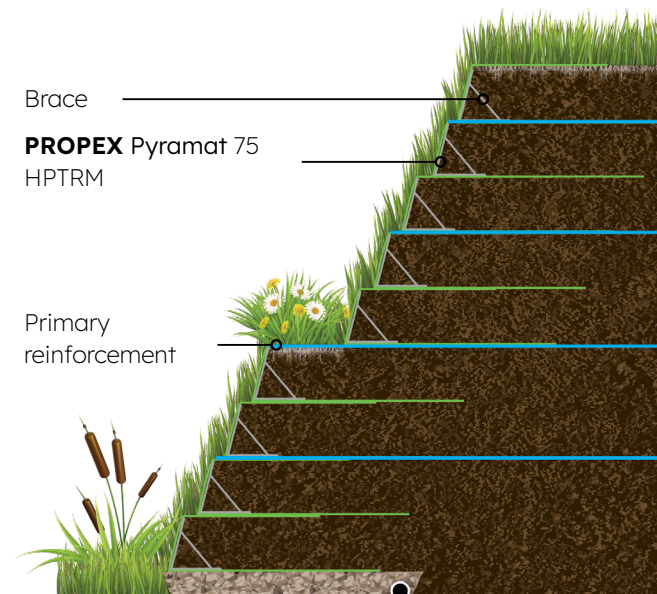 Brace
PROPEX Pyramat 75
HPTRM
Primary
reinforcement